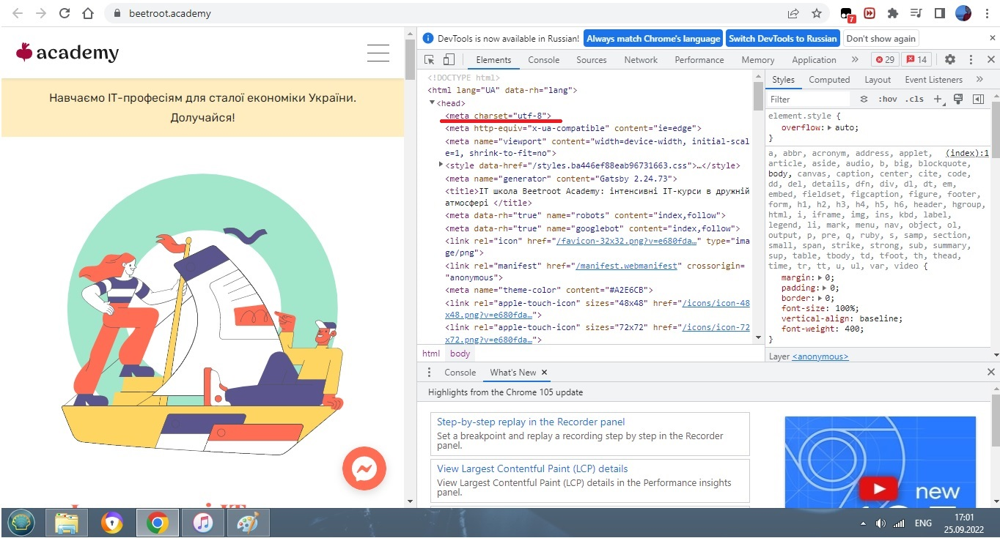 beetroot.academy
7
academy
Навчаємо ІТ-професіям для сталої економіки України.
Долучайся!
DevTools is now available in Russian!
Always match Chrome's language
Switch DevTools to Russian
Don't show again
Elements
Console
Sources
Network
Performance
Memory
Application
29
14
<!DOCTYPE html>
<html lang="UA" data-rh="lang">
<head>
<meta charset="utf-8">
<meta http-equiv="x-ua-compatible" content="ie=edge">
<meta name="viewport" content="width=device-width, initial-scal
e=1, shrink-to-fit=no">
<style data-href="/styles.ba446ef88eab96731663.css">…</style>
<meta name="generator" content="Gatsby 2.24.73">
<title>IT школа Beetroot Academy: інтенсивні IT-курси в дружній
атмосфері </title>
<meta data-rh="true" name="robots" content="index,follow">
<meta data-rh="true" name="googlebot" content="index,follow">
<link rel="icon" href="/favicon-32x32.png?v=e680fda…" type="ima
ge/png">
<link rel="manifest" href="/manifest.webmanifest" crossorigin=
"anonymous">
<meta name="theme-color" content="#A2E6CB">
<link rel="apple-touch-icon" sizes="48x48" href="/icons/icon-48
x48.png?v=e680fda…">
<link rel="apple-touch-icon" sizes="72x72" href="/icons/icon-72
x72.png?v=e680fda…">
html body
Styles
Computed
Layout
Event Listeners
Filter
:hov .cls
element.style {
overflow: auto;
}
(index):1
a, abbr, acronym, address, applet,
article, aside, audio, b, big, blockquote,
body, canvas, caption, center, cite, code,
dd, del, details, dfn, div, dl, dt, em,
embed, fieldset, figcaption, figure, footer,
form, h1, h2, h3, h4, h5, h6, header, hgroup,
html, i, iframe, img, ins, kbd, label,
legend, li, mark, menu, nav, object, ol,
output, p, pre, q, ruby, s, samp, section,
small, span, strike, strong, sub, summary,
sup, table, tbody, td, tfoot, th, thead,
time, tr, tt, u, ul, var, video {
margin: 0;
padding: 0;
border: 0;
font-size: 100%;
vertical-align: baseline;
font-weight: 400;
}
Layer <anonymous>
Console
What's New
Highlights from the Chrome 105 update
Step-by-step replay in the Recorder panel
Set a breakpoint and replay a recording step by step in the Recorder
panel.
View Largest Contentful Paint (LCP) details
View Largest Contentful Paint (LCP) details in the Performance insights
panel.
new
ENG
17:01
25.09.2022